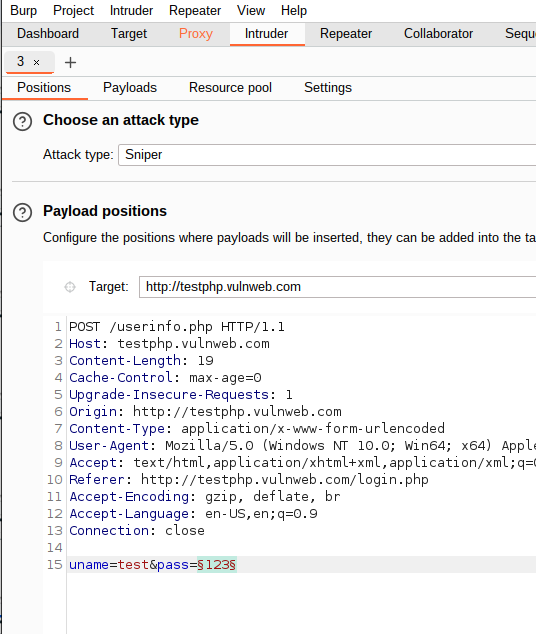 Burp Project Intruder Repeater View Help
Dashboard Target Proxy Intruder Repeater Collaborator Sequ
3 × +
Positions Payloads Resource pool Settings
? Choose an attack type
Attack type: Sniper
? Payload positions
Configure the positions where payloads will be inserted, they can be added into the ta
Target: http://testphp.vulnweb.com
1 POST /userinfo.php HTTP/1.1
2 Host: testphp.vulnweb.com
3 Content-Length: 19
4 Cache-Control: max-age=0
5 Upgrade-Insecure-Requests: 1
6 Origin: http://testphp.vulnweb.com
7 Content-Type: application/x-www-form-urlencoded
8 User-Agent: Mozilla/5.0 (Windows NT 10.0; Win64; x64) Apple
9 Accept: text/html,application/xhtml+xml,application/xml;q=0
10 Referer: http://testphp.vulnweb.com/login.php
11 Accept-Encoding: gzip, deflate, br
12 Accept-Language: en-US,en;q=0.9
13 Connection: close
14
15 uname=test&pass=§123§